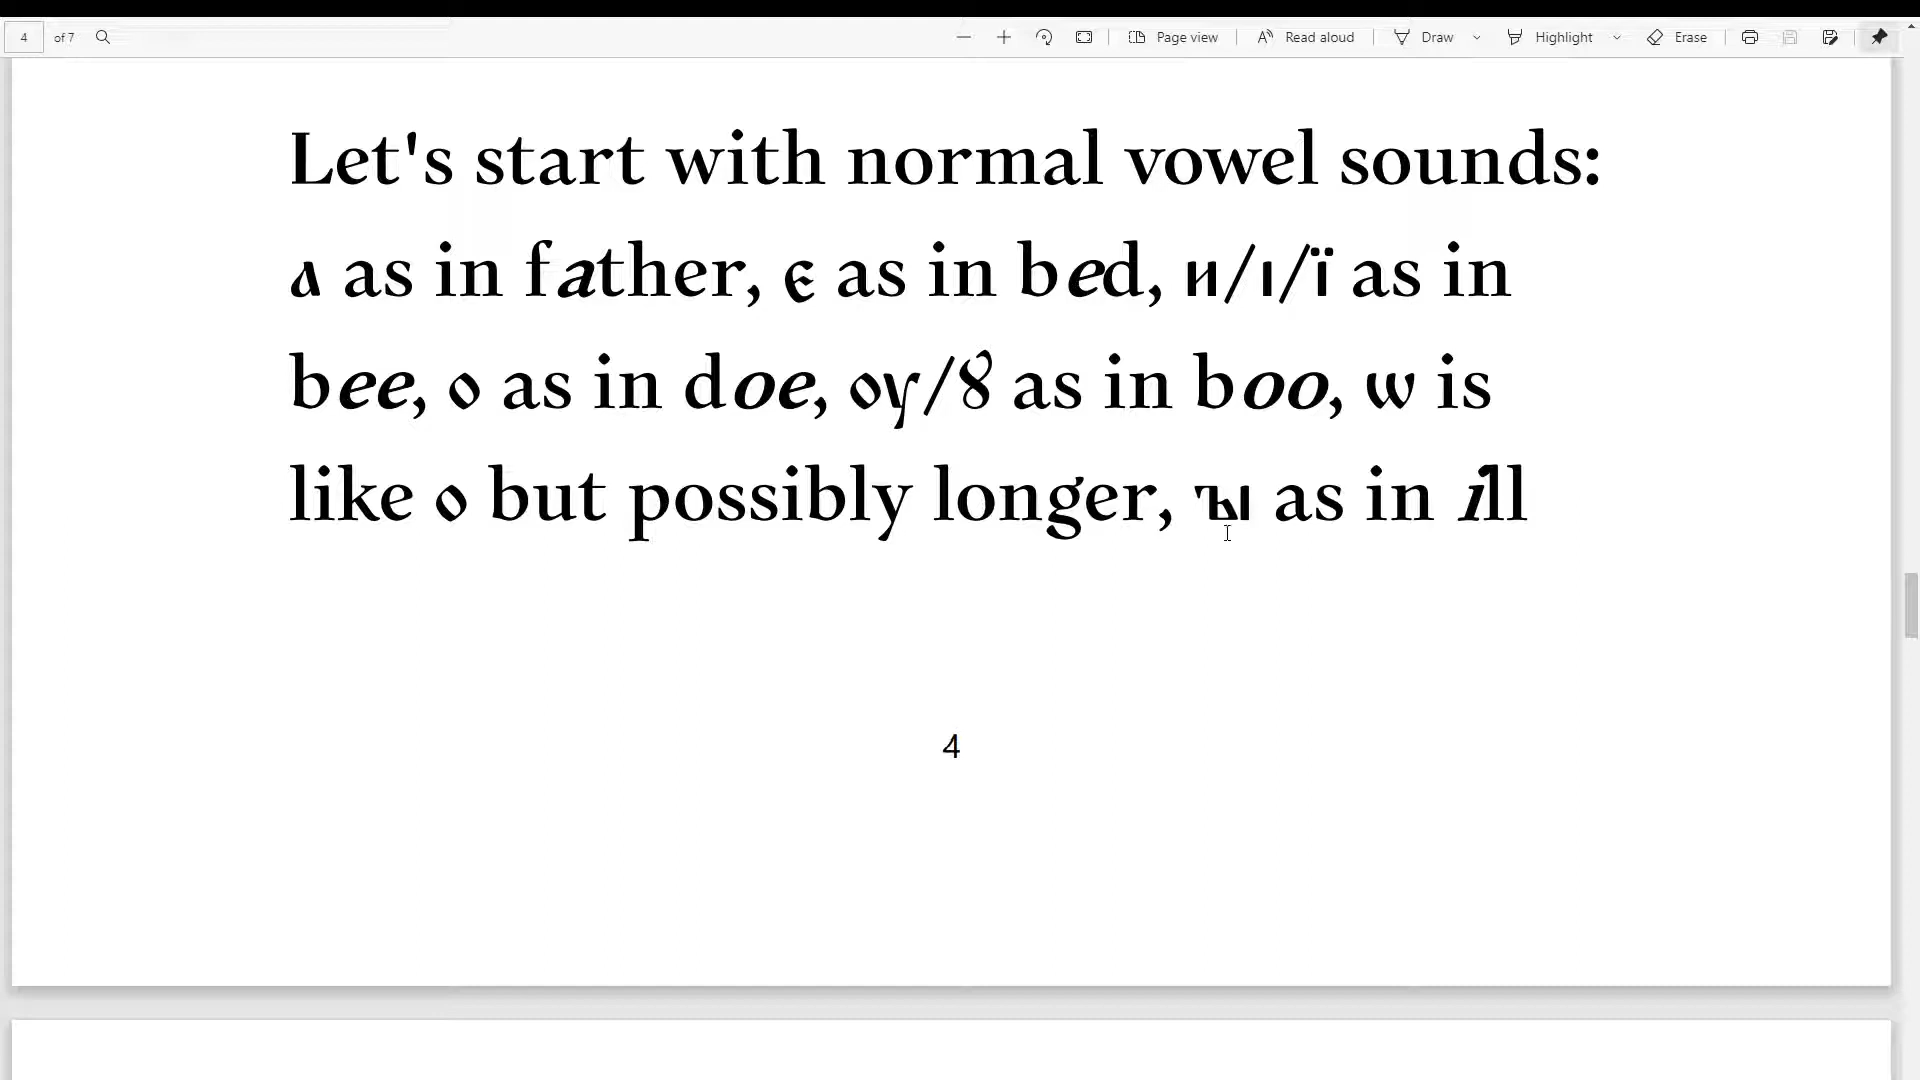 4 of 7 Page view Read aloud Draw Highlight Erase
Let's start with normal vowel sounds:
а as in father, є as in bed, и/ı/ї as in
bee, о as in doe, оу/ꙋ as in boo, ѡ is
like о but possibly longer, ꙑ as in ill
4